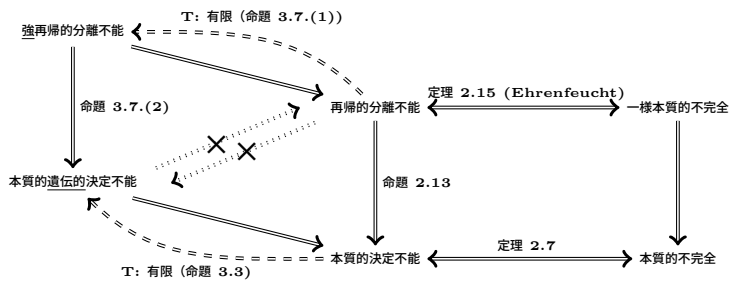 T: 有限（命題 3.7.(1)）
強再帰的分離不能
定理 2.15 (Ehrenfeucht)
命題 3.7.(2)
再帰的分離不能
一様本質的不完全
本質的遺伝的決定不能
命題 2.13
定理 2.7
本質的決定不能
本質的不完全
T: 有限（命題 3.3)